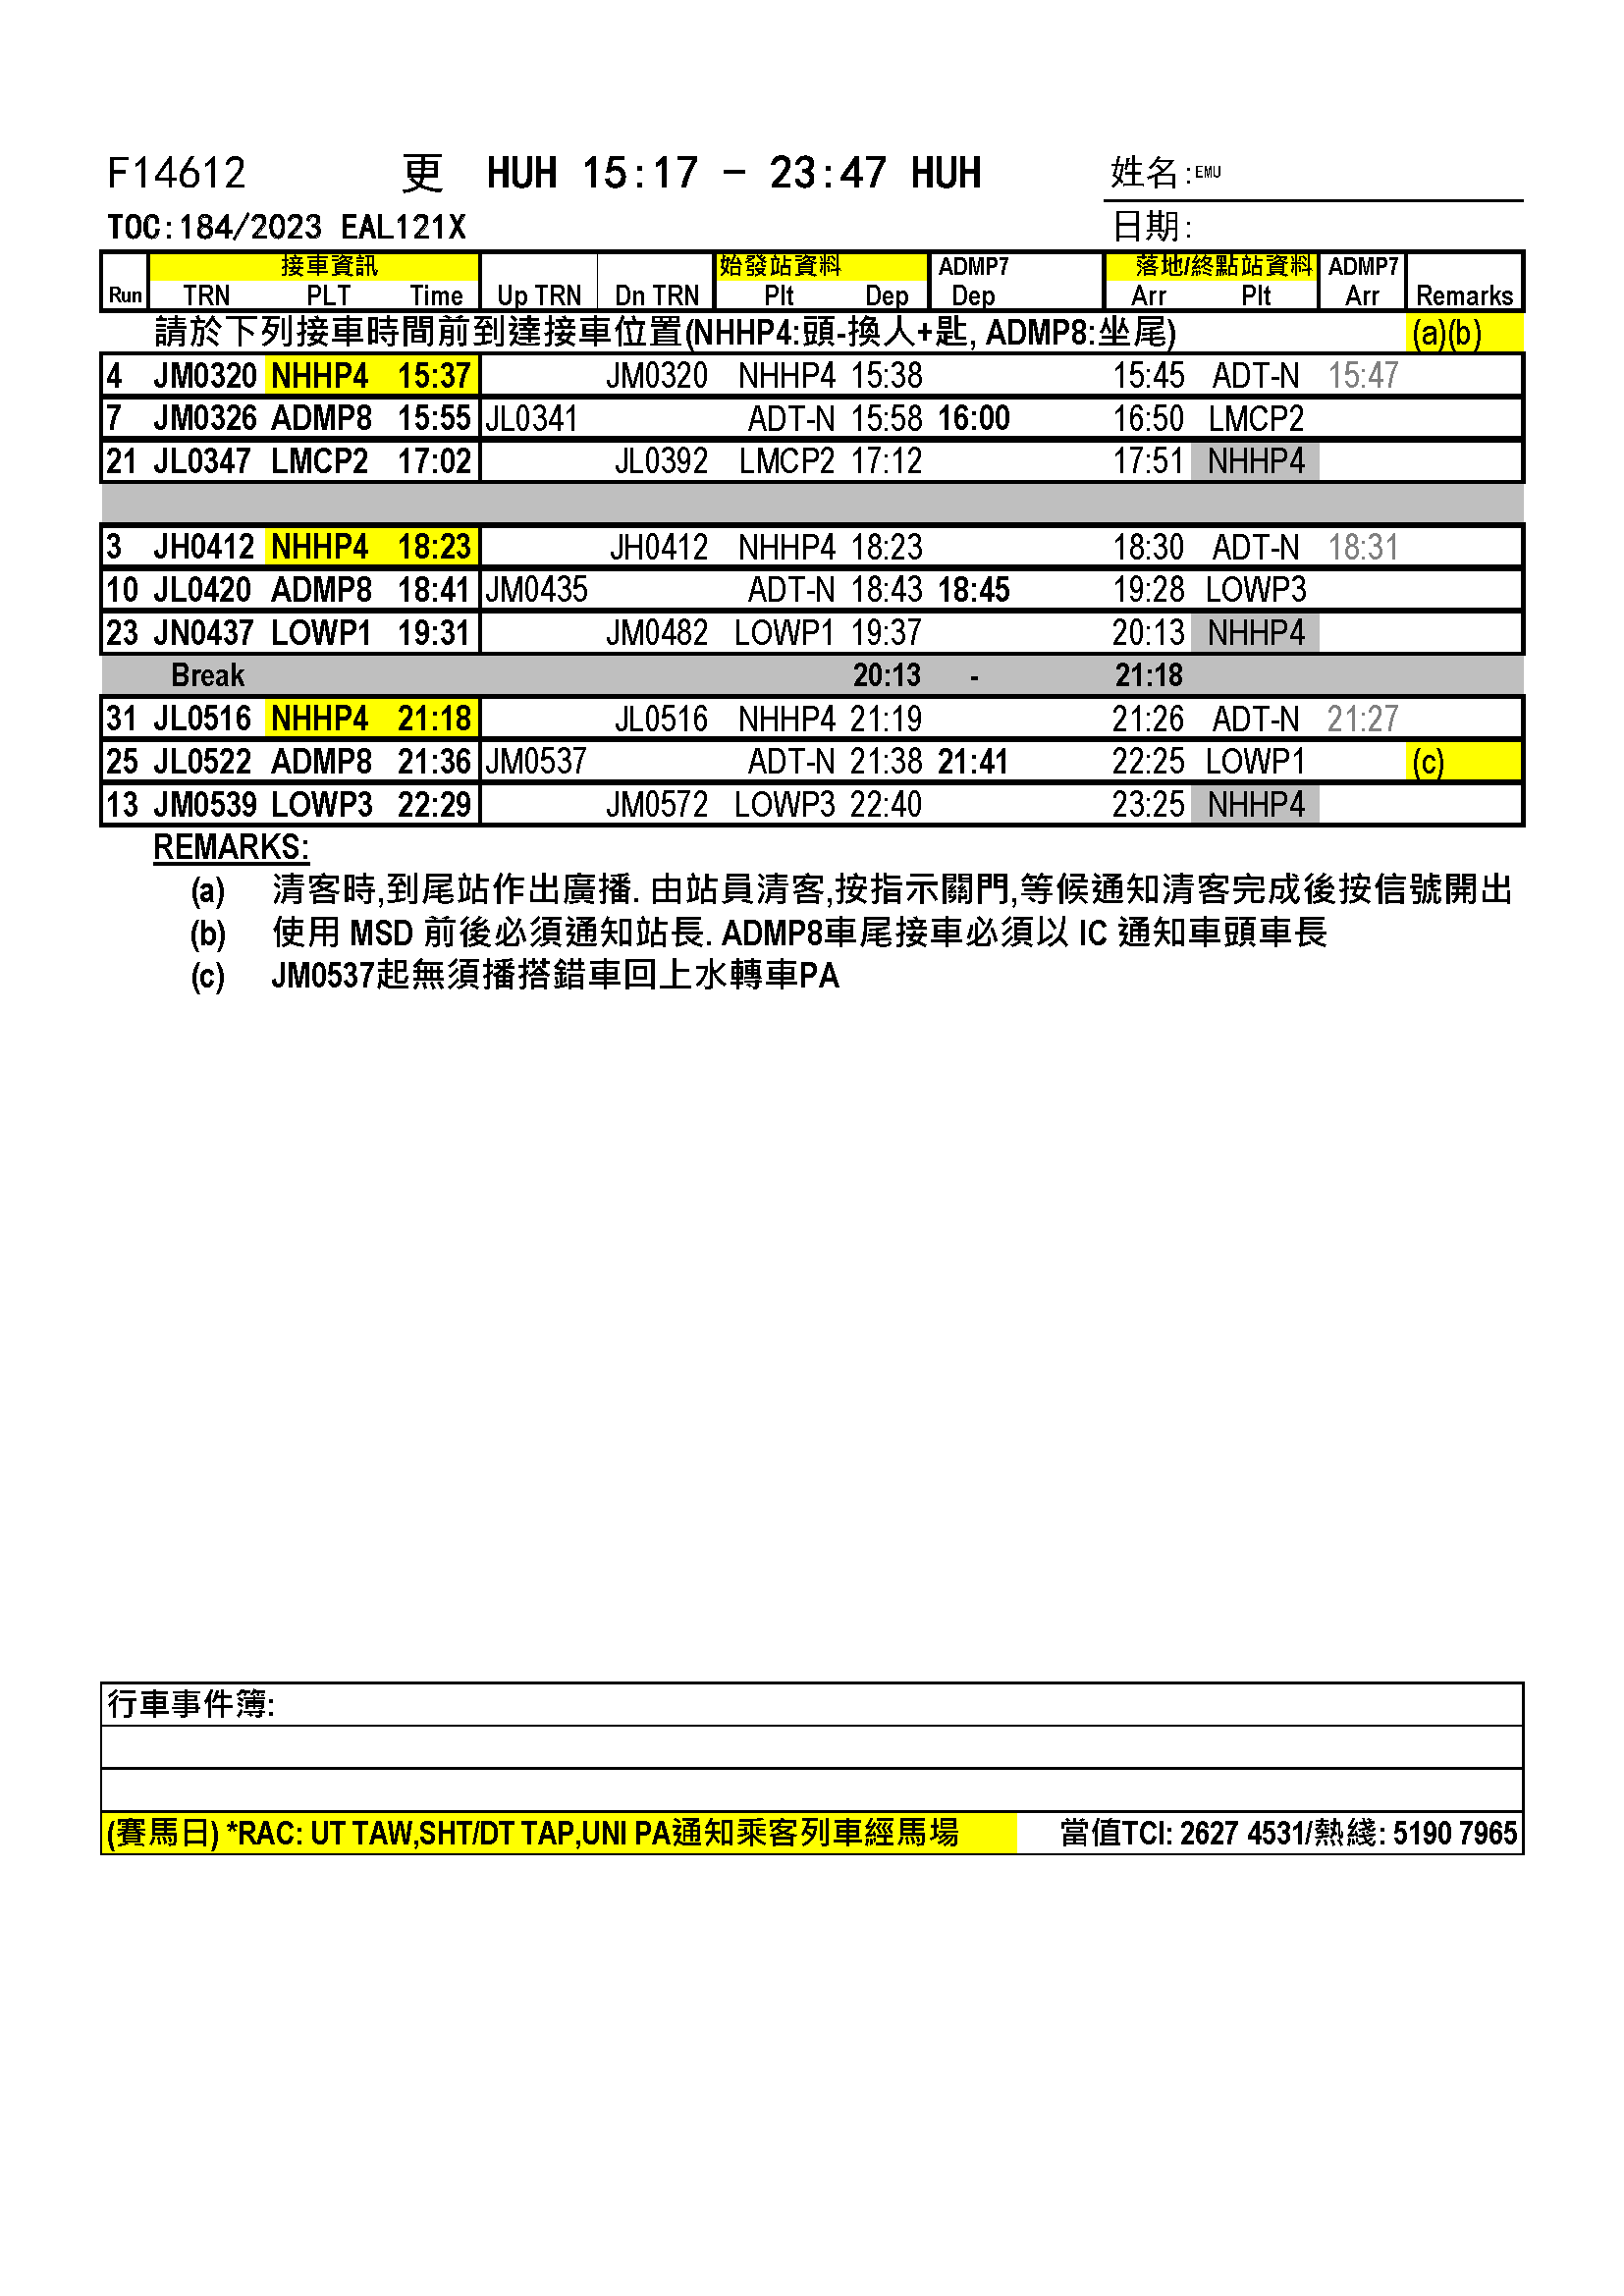 F14612 更 HUH 15:17 - 23:47 HUH 姓名:EMU
TOC:184/2023 EAL121X 日期:
接車資訊 始發站資料 ADMP7 落地/終點站資料 ADMP7
Run TRN PLT Time Up TRN Dn TRN Plt Dep Dep Arr Plt Arr Remarks
請於下列接車時間前到達接車位置(NHHP4:頭-換人+匙, ADMP8:坐尾) (a)(b)
4 JM0320 NHHP4 15:37 JM0320 NHHP4 15:38 15:45 ADT-N 15:47
7 JM0326 ADMP8 15:55 JL0341 ADT-N 15:58 16:00 16:50 LMCP2
21 JL0347 LMCP2 17:02 JL0392 LMCP2 17:12 17:51 NHHP4
3 JH0412 NHHP4 18:23 JH0412 NHHP4 18:23 18:30 ADT-N 18:31
10 JL0420 ADMP8 18:41 JM0435 ADT-N 18:43 18:45 19:28 LOWP3
23 JN0437 LOWP1 19:31 JM0482 LOWP1 19:37 20:13 NHHP4
Break 20:13 - 21:18
31 JL0516 NHHP4 21:18 JL0516 NHHP4 21:19 21:26 ADT-N 21:27
25 JL0522 ADMP8 21:36 JM0537 ADT-N 21:38 21:41 22:25 LOWP1 (c)
13 JM0539 LOWP3 22:29 JM0572 LOWP3 22:40 23:25 NHHP4
REMARKS:
(a) 清客時,到尾站作出廣播. 由站員清客,按指示關門,等候通知清客完成後按信號開出
(b) 使用 MSD 前後必須通知站長. ADMP8車尾接車必須以 IC 通知車頭車長
(c) JM0537起無須播搭錯車回上水轉車PA
行車事件簿:
(賽馬日) *RAC: UT TAW,SHT/DT TAP,UNI PA通知乘客列車經馬場 當值TCI: 2627 4531/熱綫: 5190 7965